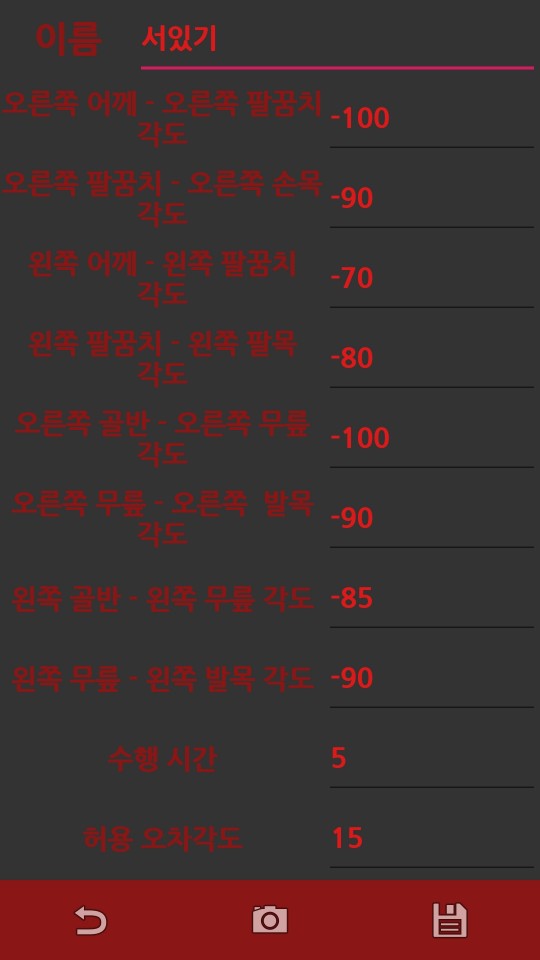 이름 서있기
오른쪽 어깨 - 오른쪽 팔꿈치
각도
-100
오른쪽 팔꿈치 - 오른쪽 손목
각도
-90
왼쪽 어깨 - 왼쪽 팔꿈치
각도
-70
왼쪽 팔꿈치 - 왼쪽 팔목
각도
-80
오른쪽 골반 - 오른쪽 무릎
각도
-100
오른쪽 무릎 - 오른쪽 발목
각도
-90
왼쪽 골반 - 왼쪽 무릎 각도 -85
왼쪽 무릎 - 왼쪽 발목 각도 -90
수행 시간 5
허용 오차각도 15